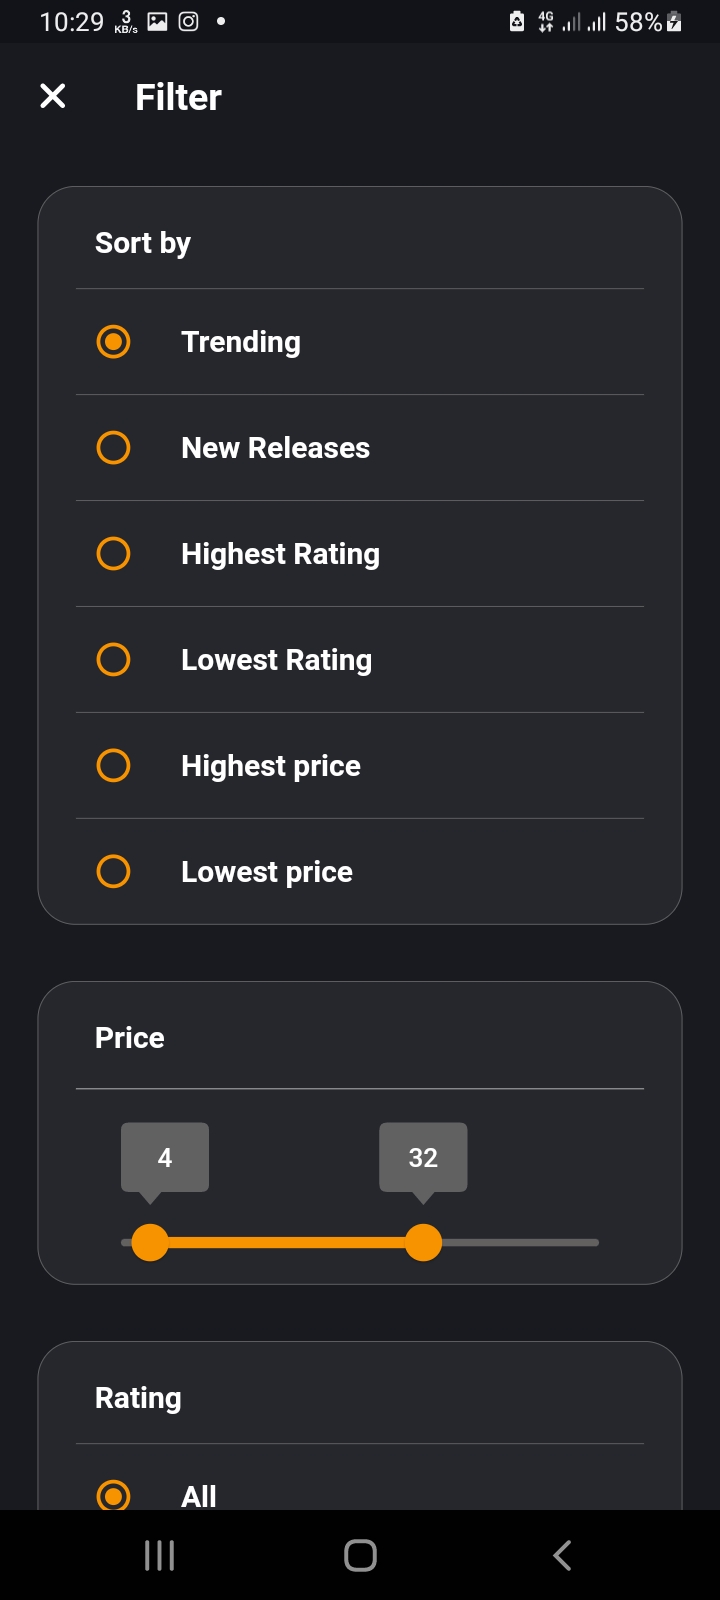 10:29 3 KB/s 4G 58%
Filter
Sort by
Trending
New Releases
Highest Rating
Lowest Rating
Highest price
Lowest price
Price
4 32
Rating
All